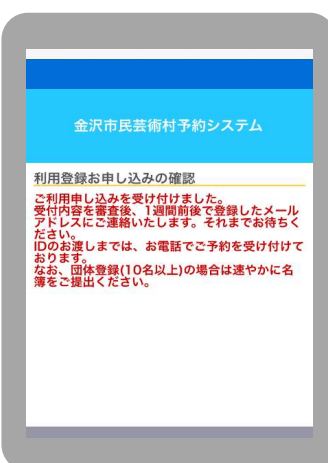 金沢市民芸術村予約システム
利用登録お申し込みの確認
ご利用申し込みを受け付けました。
受付内容を審査後、1週間前後で登録したメール
アドレスにご連絡いたします。それまでお待ちく
ださい。
IDのお渡しまでは、お電話でご予約を受け付けて
おります。
なお、団体登録(10名以上)の場合は速やかに名
簿をご提出ください。